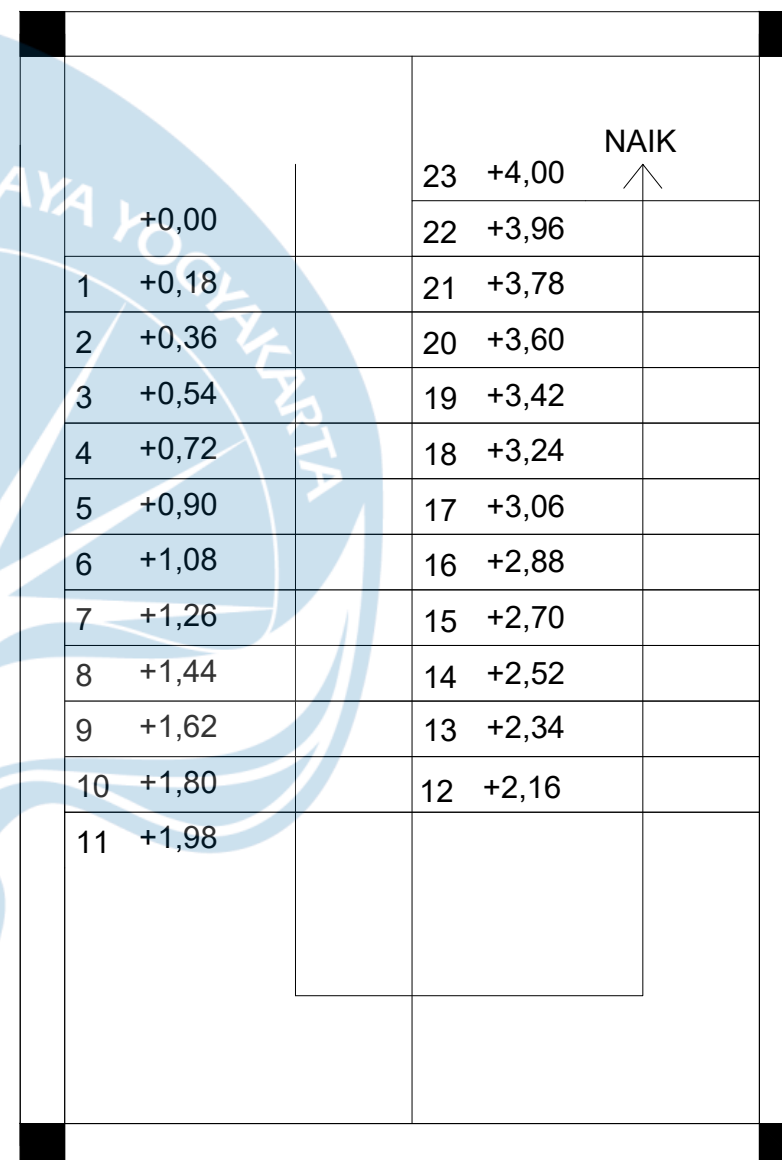 NAIK
23 +4,00
+0,00 22 +3,96
1 +0,18 21 +3,78
2 +0,36 20 +3,60
3 +0,54 19 +3,42
4 +0,72 18 +3,24
5 +0,90 17 +3,06
6 +1,08 16 +2,88
7 +1,26 15 +2,70
8 +1,44 14 +2,52
9 +1,62 13 +2,34
10 +1,80 12 +2,16
11 +1,98
AYA YOGYAKARTA